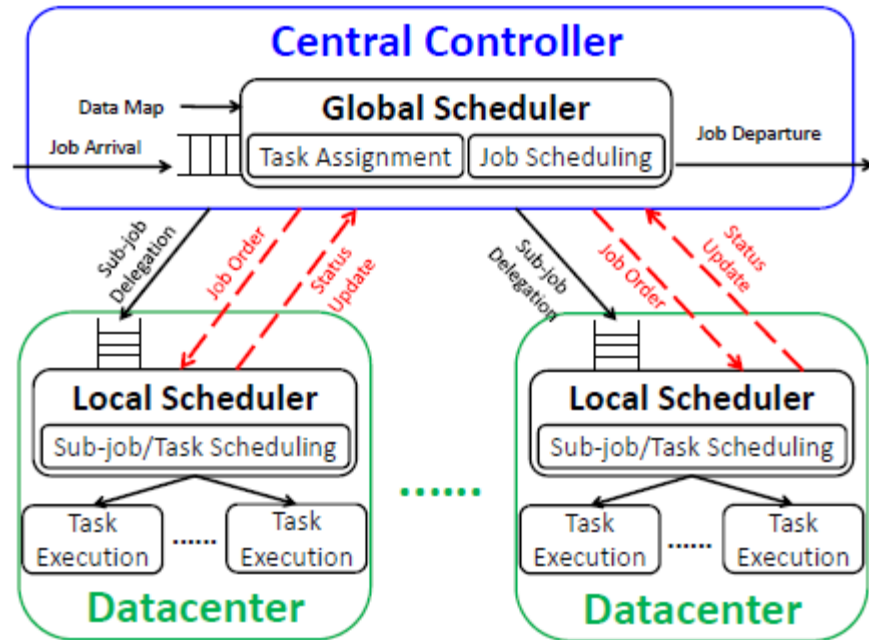 Central Controller
Data Map
Global Scheduler
Job Arrival
Task Assignment
Job Scheduling
Job Departure
Sub-job
Delegation
Job Order
Status
Update
Sub-job
Delegation
Job Order
Status
Update
Local Scheduler
Sub-job/Task Scheduling
Task
Execution
......
Task
Execution
Datacenter
......
Local Scheduler
Sub-job/Task Scheduling
Task
Execution
......
Task
Execution
Datacenter